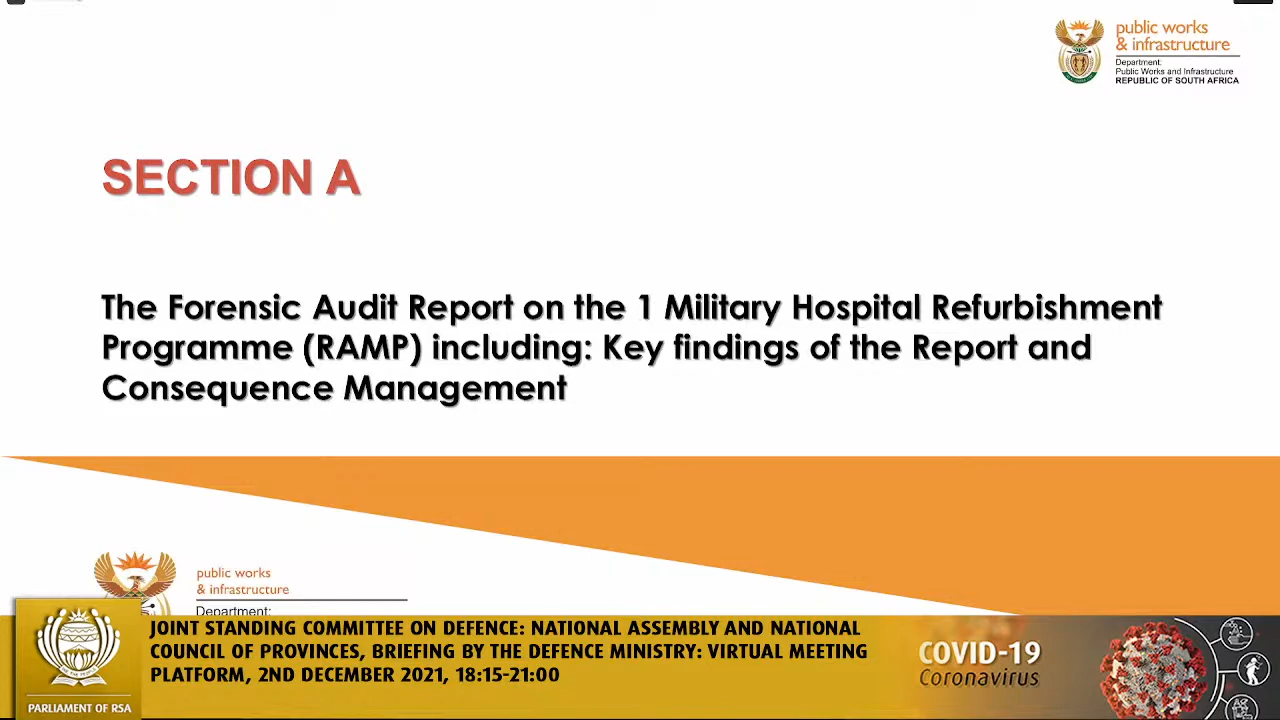 public works
& infrastructure
Department:
Public Works and Infrastructure
REPUBLIC OF SOUTH AFRICA
SECTION A
The Forensic Audit Report on the 1 Military Hospital Refurbishment
Programme (RAMP) including: Key findings of the Report and
Consequence Management
public works
& infrastructure
Department:
JOINT STANDING COMMITTEE ON DEFENCE: NATIONAL ASSEMBLY AND NATIONAL
COUNCIL OF PROVINCES, BRIEFING BY THE DEFENCE MINISTRY: VIRTUAL MEETING
PLATFORM, 2ND DECEMBER 2021, 18:15-21:00
PARLIAMENT OF RSA
COVID-19
Coronavirus